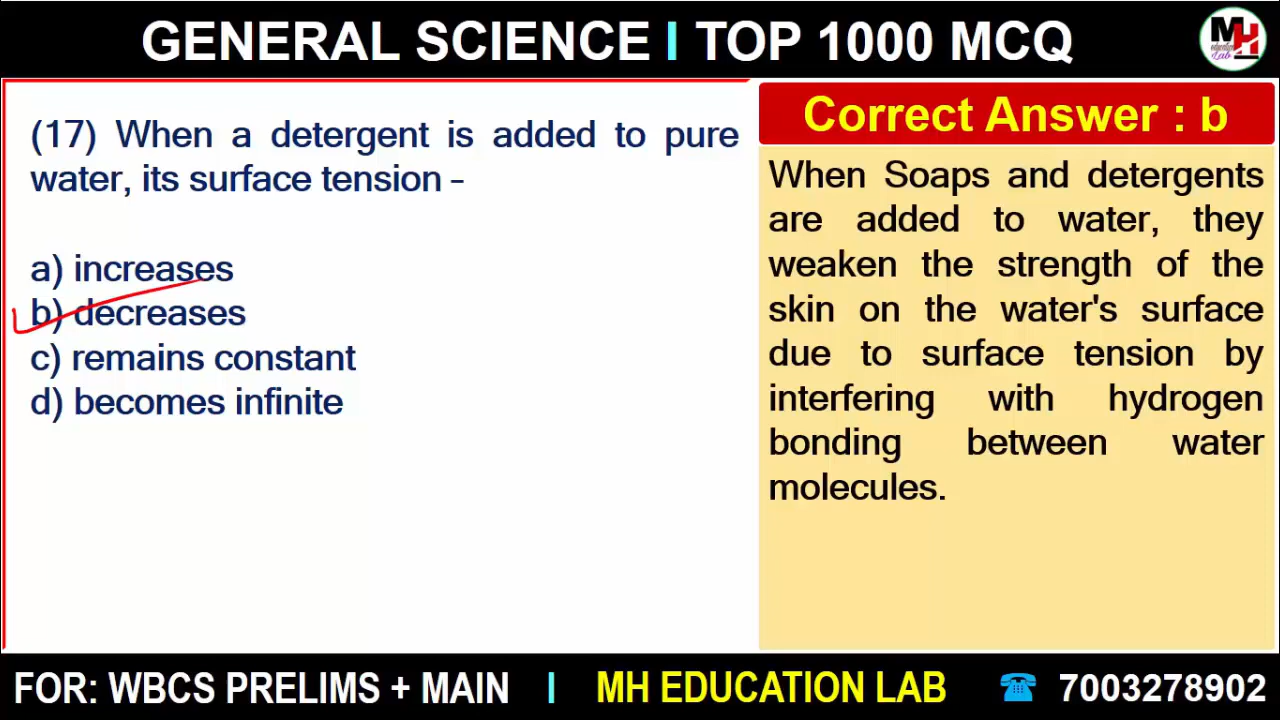 GENERAL SCIENCE I TOP 1000 MCQ
MH
education
Lab
(17) When a detergent is added to pure
water, its surface tension –
a) increases
b) decreases
c) remains constant
d) becomes infinite
Correct Answer : b
When Soaps and detergents
are added to water, they
weaken the strength of the
skin on the water's surface
due to surface tension by
interfering with hydrogen
bonding between water
molecules.
FOR: WBCS PRELIMS + MAIN I MH EDUCATION LAB ☎ 7003278902